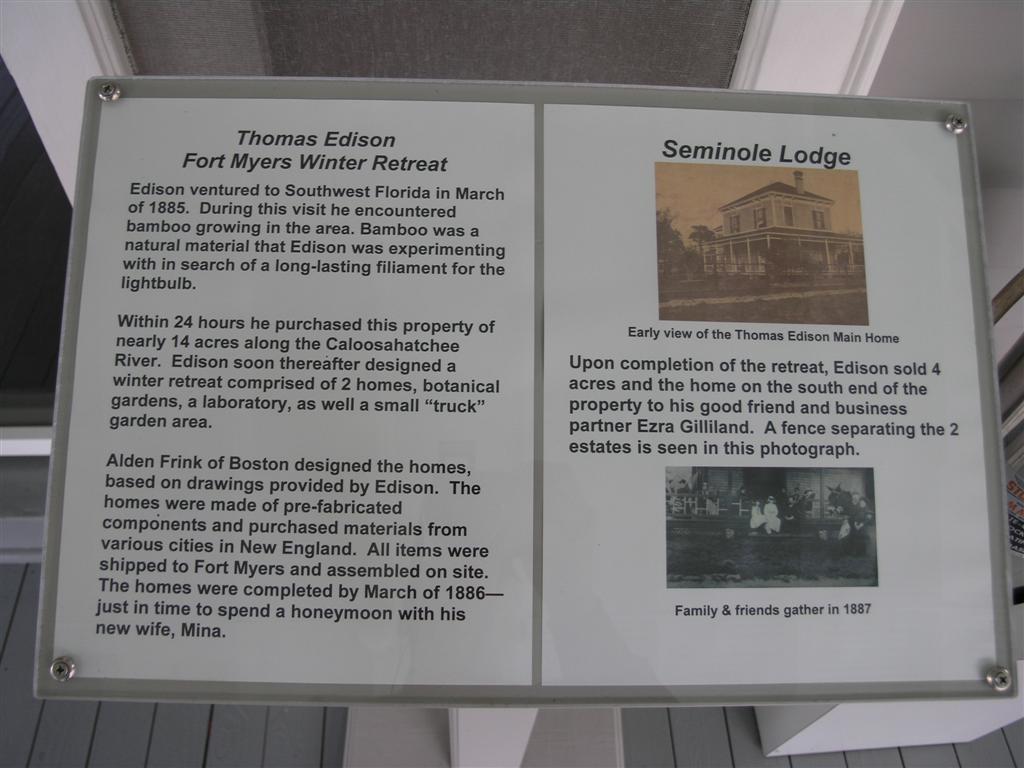 Thomas Edison
Fort Myers Winter Retreat
Edison ventured to Southwest Florida in March
of 1885. During this visit he encountered
bamboo growing in the area. Bamboo was a
natural material that Edison was experimenting
with in search of a long-lasting filiament for the
lightbulb.
Within 24 hours he purchased this property of
nearly 14 acres along the Caloosahatchee
River. Edison soon thereafter designed a
winter retreat comprised of 2 homes, botanical
gardens, a laboratory, as well a small “truck”
garden area.
Alden Frink of Boston designed the homes,
based on drawings provided by Edison. The
homes were made of pre-fabricated
components and purchased materials from
various cities in New England. All items were
shipped to Fort Myers and assembled on site.
The homes were completed by March of 1886—
just in time to spend a honeymoon with his
new wife, Mina.
Seminole Lodge
Early view of the Thomas Edison Main Home
Upon completion of the retreat, Edison sold 4
acres and the home on the south end of the
property to his good friend and business
partner Ezra Gilliland. A fence separating the 2
estates is seen in this photograph.
Family & friends gather in 1887